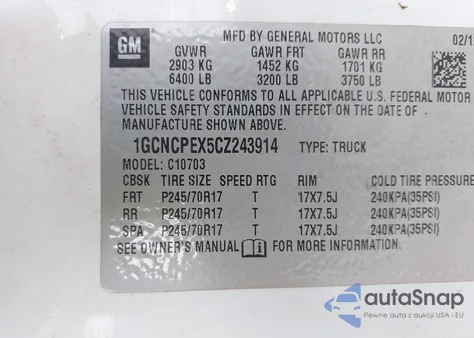 GM
MFD BY GENERAL MOTORS LLC
GVWR GAWR FRT GAWR RR
2903 KG 1452 KG 1701 KG
6400 LB 3200 LB 3750 LB
THIS VEHICLE CONFORMS TO ALL APPLICABLE U.S. FEDERAL MOTOR
VEHICLE SAFETY STANDARDS IN EFFECT ON THE DATE OF
MANUFACTURE SHOWN ABOVE.
1GCNCPEX5CZ243914 TYPE: TRUCK
MODEL: C10703
CBSK TIRE SIZE SPEED RTG RIM COLD TIRE PRESSURE
FRT P245/70R17 T 17X7.5J 240KPA(35PSI)
RR P245/70R17 T 17X7.5J 240KPA(35PSI)
SPA P245/70R17 T 17X7.5J 240KPA(35PSI)
SEE OWNER'S MANUAL FOR MORE INFORMATION
autoSnap
Pewne auta z aukcji USA i EU